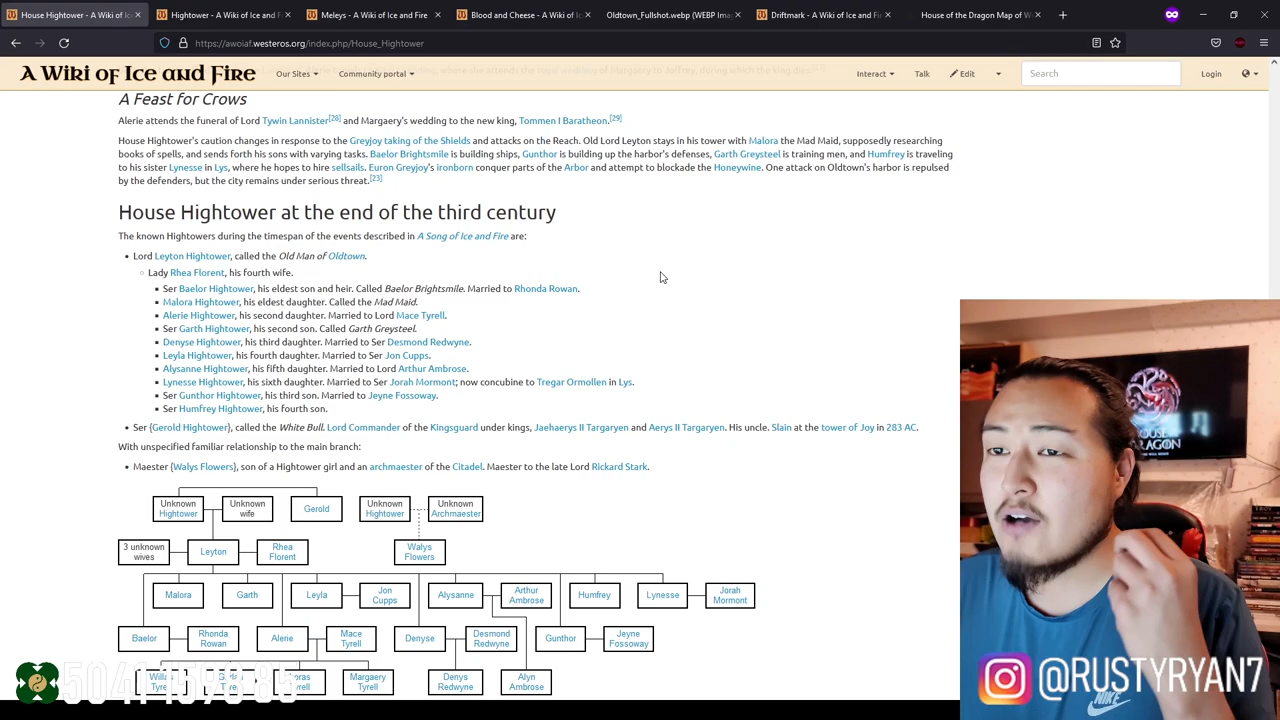 House Hightower - A Wiki of Ic
Hightower - A Wiki of Ice and Fi
Meleys - A Wiki of Ice and Fire
Blood and Cheese - A Wiki of Ic
Oldtown_Fullshot.webp (WEBP Imag
Driftmark - A Wiki of Ice and Fir
House of the Dragon Map of W
https://awoiaf.westeros.org/index.php/House_Hightower
A Wiki of Ice and Fire
Our Sites
Community portal
Interact
Talk
Edit
Search
Login
A Feast for Crows
Alerie attends the funeral of Lord Tywin Lannister[28] and Margaery's wedding to the new king, Tommen I Baratheon.[29]
House Hightower's caution changes in response to the Greyjoy taking of the Shields and attacks on the Reach. Old Lord Leyton stays in his tower with Malora the Mad Maid, supposedly researching
books of spells, and sends forth his sons with varying tasks. Baelor Brightsmile is building ships, Gunthor is building up the harbor's defenses, Garth Greysteel is training men, and Humfrey is traveling
to his sister Lynesse in Lys, where he hopes to hire sellsails. Euron Greyjoy's ironborn conquer parts of the Arbor and attempt to blockade the Honeywine. One attack on Oldtown's harbor is repulsed
by the defenders, but the city remains under serious threat.[23]
House Hightower at the end of the third century
The known Hightowers during the timespan of the events described in A Song of Ice and Fire are:
Lord Leyton Hightower, called the Old Man of Oldtown.
Lady Rhea Florent, his fourth wife.
Ser Baelor Hightower, his eldest son and heir. Called Baelor Brightsmile. Married to Rhonda Rowan.
Malora Hightower, his eldest daughter. Called the Mad Maid.
Alerie Hightower, his second daughter. Married to Lord Mace Tyrell.
Ser Garth Hightower, his second son. Called Garth Greysteel.
Denyse Hightower, his third daughter. Married to Ser Desmond Redwyne.
Leyla Hightower, his fourth daughter. Married to Ser Jon Cupps.
Alysanne Hightower, his fifth daughter. Married to Lord Arthur Ambrose.
Lynesse Hightower, his sixth daughter. Married to Ser Jorah Mormont; now concubine to Tregar Ormollen in Lys.
Ser Gunthor Hightower, his third son. Married to Jeyne Fossoway.
Ser Humfrey Hightower, his fourth son.
Ser {Gerold Hightower}, called the White Bull. Lord Commander of the Kingsguard under kings, Jaehaerys II Targaryen and Aerys II Targaryen. His uncle. Slain at the tower of Joy in 283 AC.
With unspecified familiar relationship to the main branch:
Maester {Walys Flowers}, son of a Hightower girl and an archmaester of the Citadel. Maester to the late Lord Rickard Stark.
Unknown Hightower
Unknown wife
Gerold
Unknown Hightower
Unknown Archmaester
3 unknown wives
Leyton
Rhea Florent
Walys Flowers
Malora
Garth
Leyla
Jon Cupps
Alysanne
Arthur Ambrose
Humfrey
Lynesse
Jorah Mormont
Baelor
Rhonda Rowan
Alerie
Mace Tyrell
Denyse
Desmond Redwyne
Gunthor
Jeyne Fossoway
Margaery Tyrell
Denys Redwyne
Alyn Ambrose
HOUSE
DRAGON
@RUSTYRYAN7
NIKE